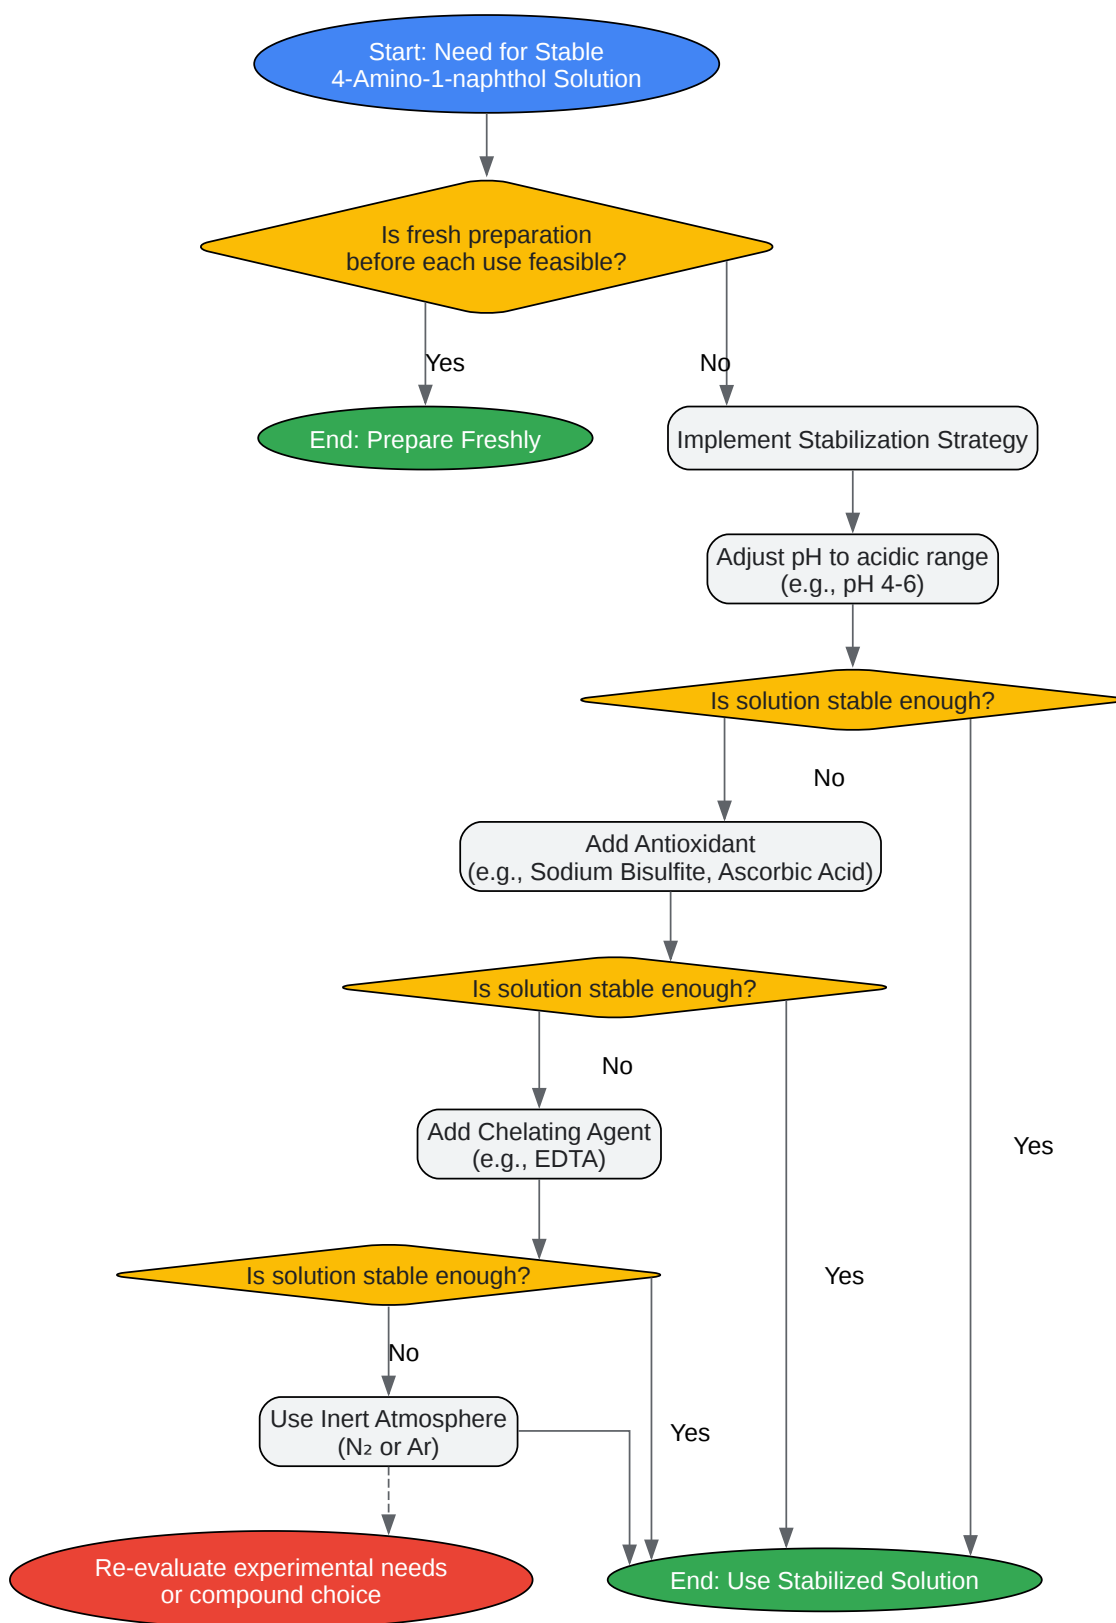 Start: Need for Stable
4-Amino-1-naphthol Solution
Is fresh preparation
before each use feasible?
Yes
No
End: Prepare Freshly
Implement Stabilization Strategy
Adjust pH to acidic range
(e.g., pH 4-6)
Is solution stable enough?
No
Add Antioxidant
(e.g., Sodium Bisulfite, Ascorbic Acid)
Is solution stable enough?
No
Add Chelating Agent
(e.g., EDTA)
Yes
Is solution stable enough?
Yes
No
Use Inert Atmosphere
(N₂ or Ar)
Yes
Re-evaluate experimental needs
or compound choice
End: Use Stabilized Solution